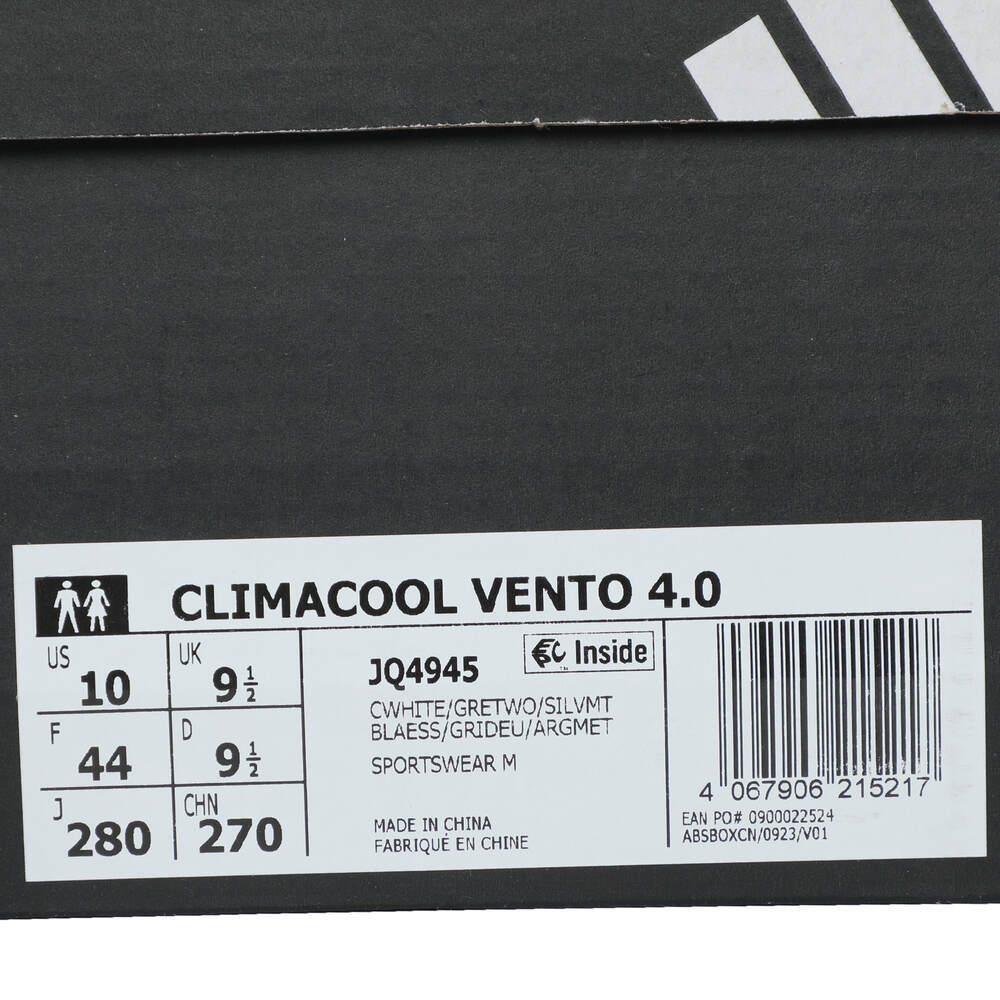 CLIMACOOL VENTO 4.0
US 10
UK 9 1/2
F 44
D 9 1/2
J 280
CHN 270
JQ4945
Inside
TM
CWHITE/GRETWO/SILVMT
BLAESS/GRIDEU/ARGMET
SPORTSWEAR M
MADE IN CHINA
FABRIQUÉ EN CHINE
4 067906 215217
EAN PO# 0900022524
ABSBOXCN/0923/V01